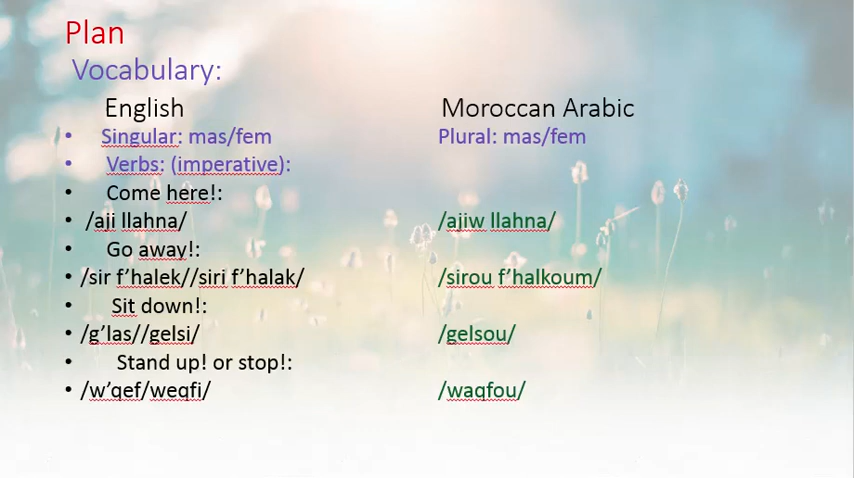 Plan
Vocabulary:
English Moroccan Arabic
• Singular: mas/fem Plural: mas/fem
• Verbs: (imperative):
• Come here!:
• /aji llahna/ /ajiw llahna/
• Go away!:
• /sir f’halek//siri f’halak/ /sirou f’halkoum/
• Sit down!:
• /g’las//gelsi/ /gelsou/
• Stand up! or stop!:
• /w’qef/weqfi/ /waqfou/